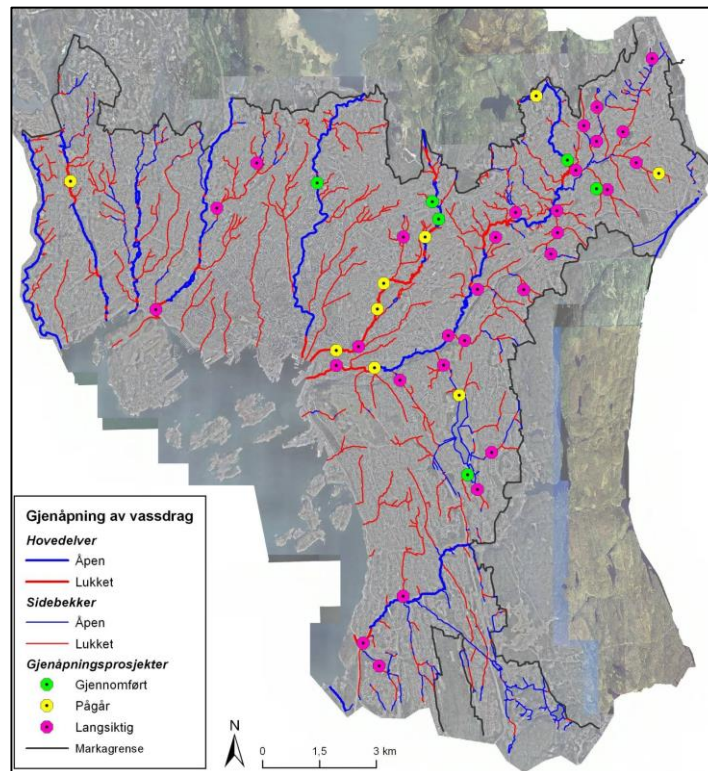 Gjenåpning av vassdrag
Hovedelver
Åpen
Lukket
Sidebekker
Åpen
Lukket
Gjenåpningsprosjekter
Gjennomført
Pågår
Langsiktig
Markagrense
N
0 1,5 3 km